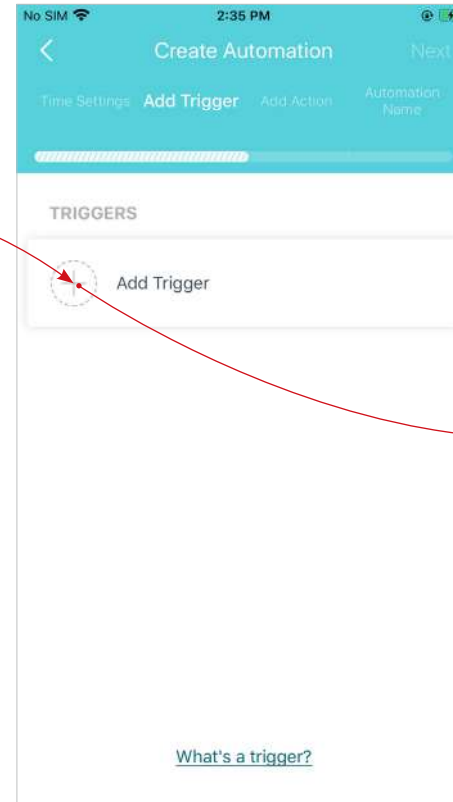 No SIM 2:35 PM
Create Automation Next
Time Settings Add Trigger Add Action Automation Name
TRIGGERS
Add Trigger
What's a trigger?